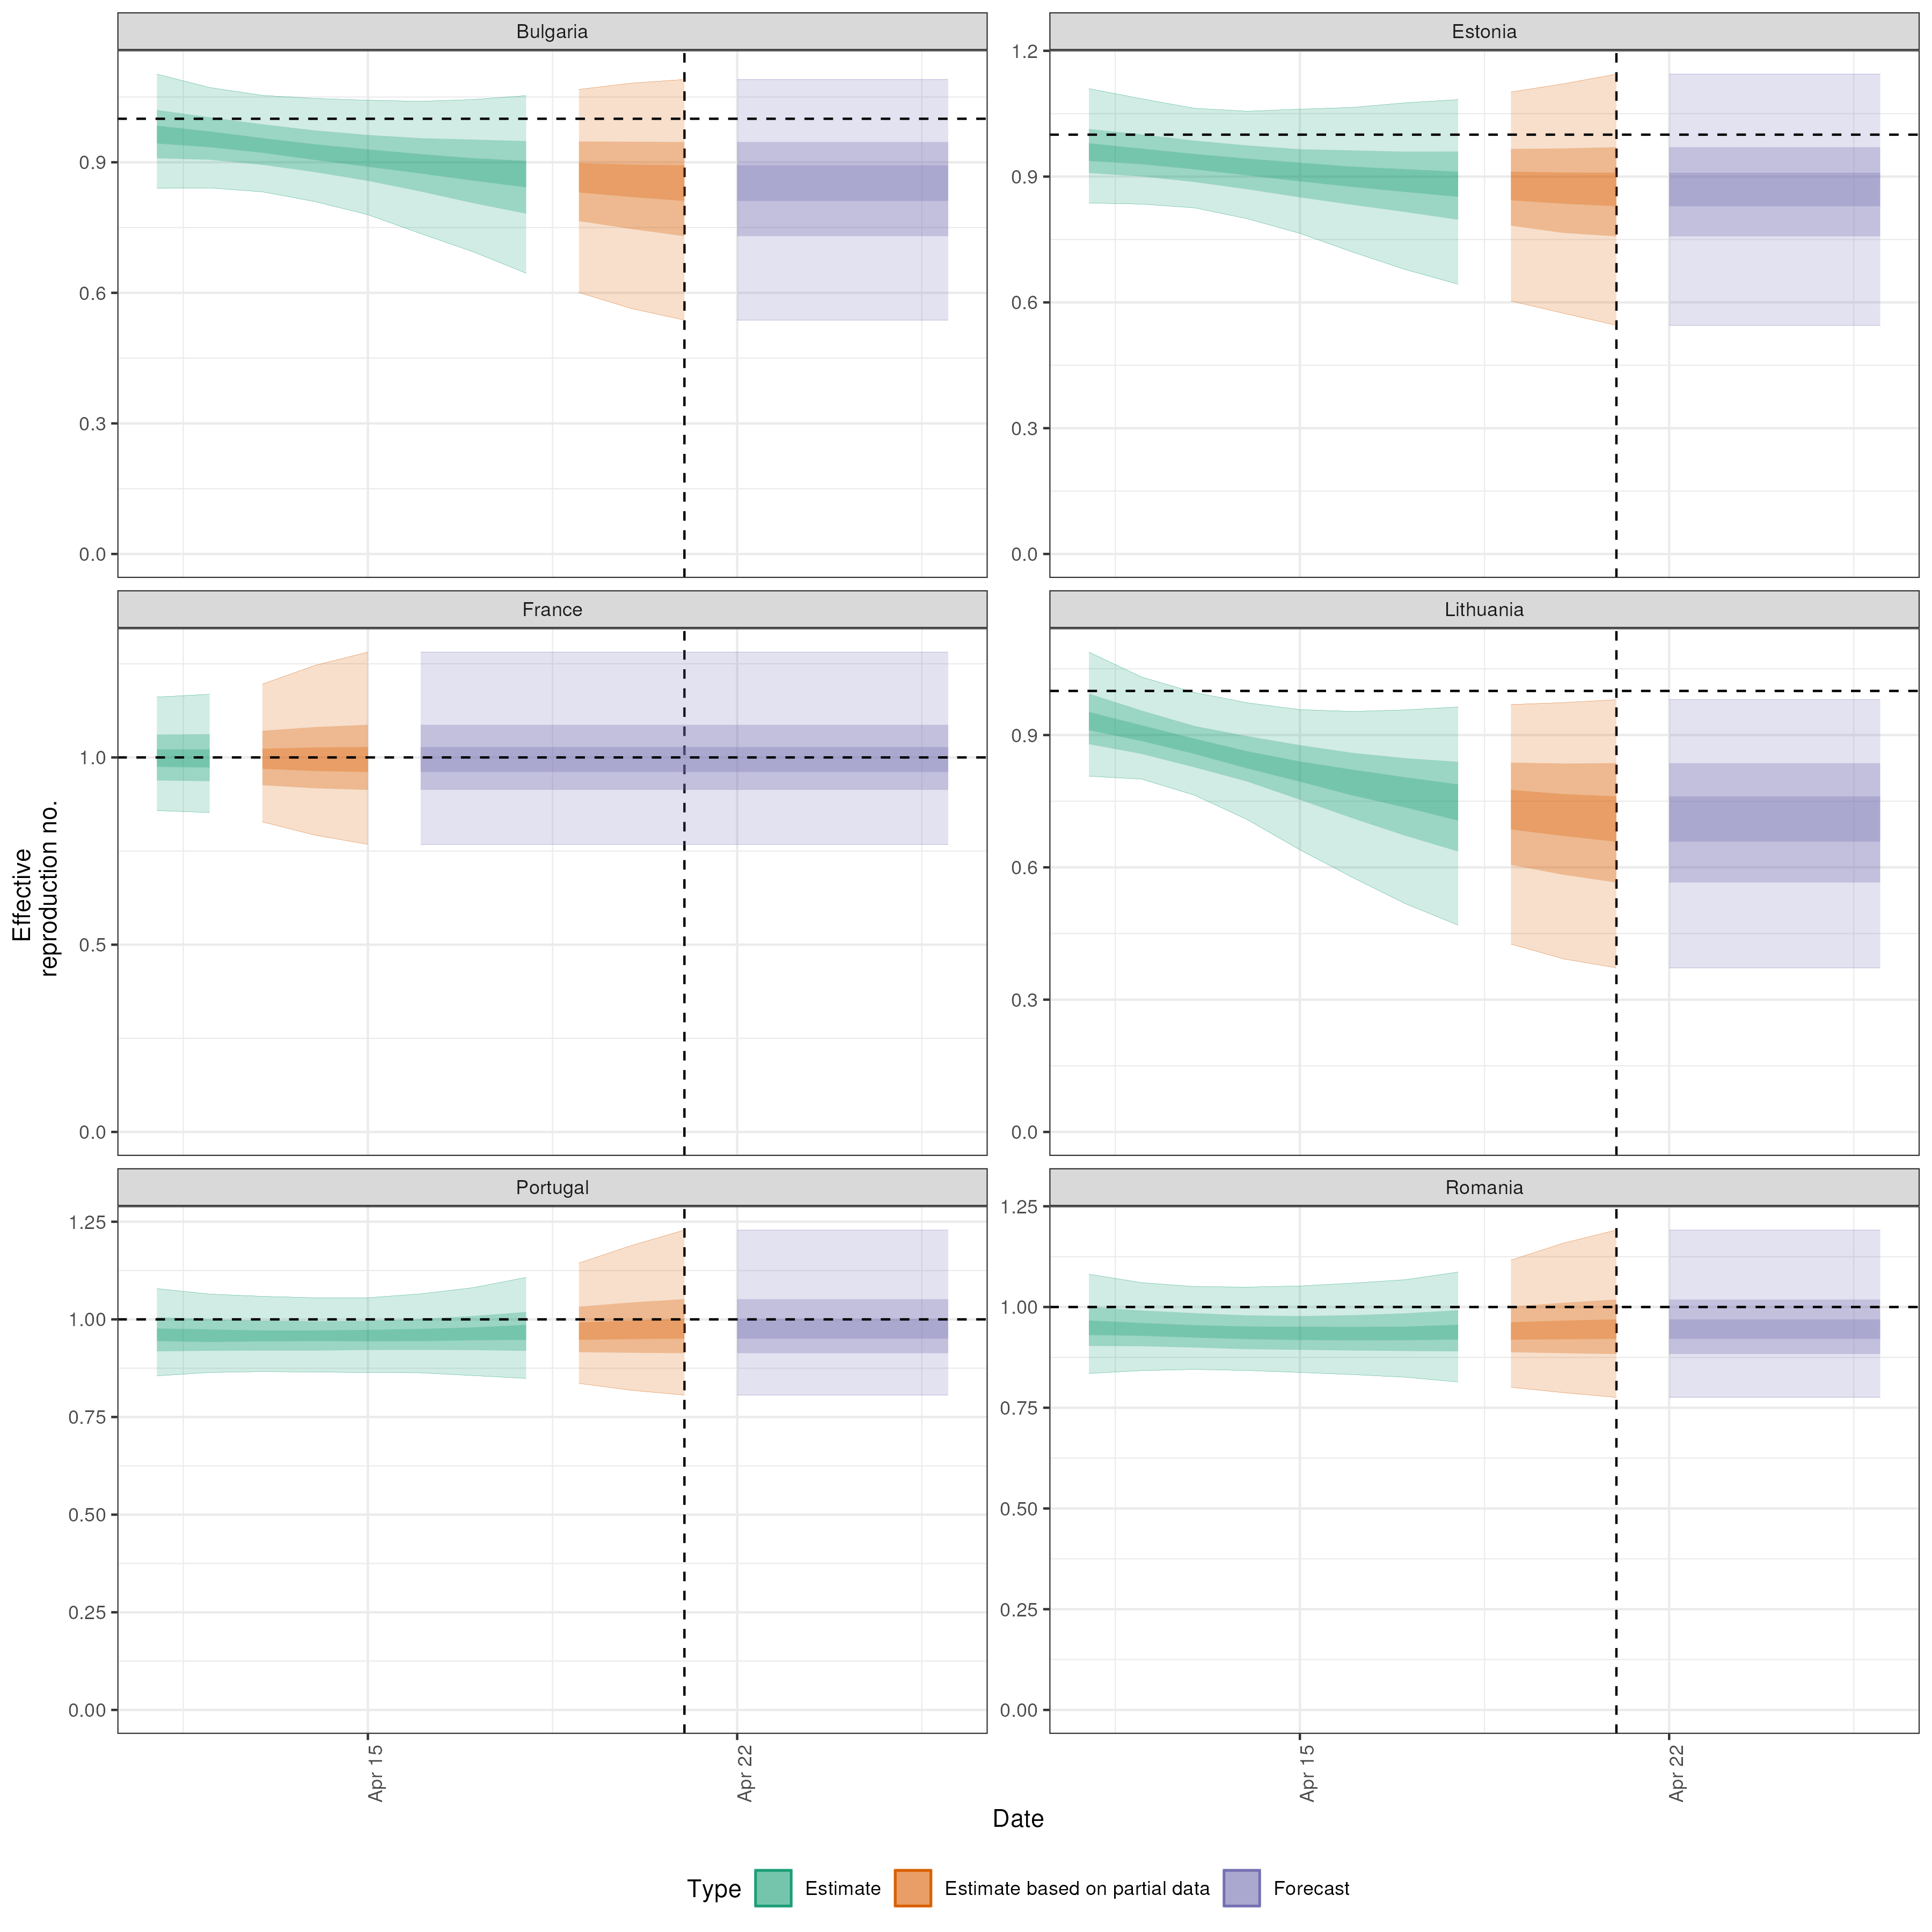 Bulgaria
Estonia
0.9
0.6
0.3
0.0
1.2
0.9
0.6
0.3
0.0
France
Lithuania
1.0
0.5
0.0
0.9
0.6
0.3
0.0
Effective
reproduction no.
Portugal
Romania
1.25
1.00
0.75
0.50
0.25
0.00
1.25
1.00
0.75
0.50
0.25
0.00
Apr 15
Apr 22
Apr 15
Apr 22
Date
Type Estimate Estimate based on partial data Forecast